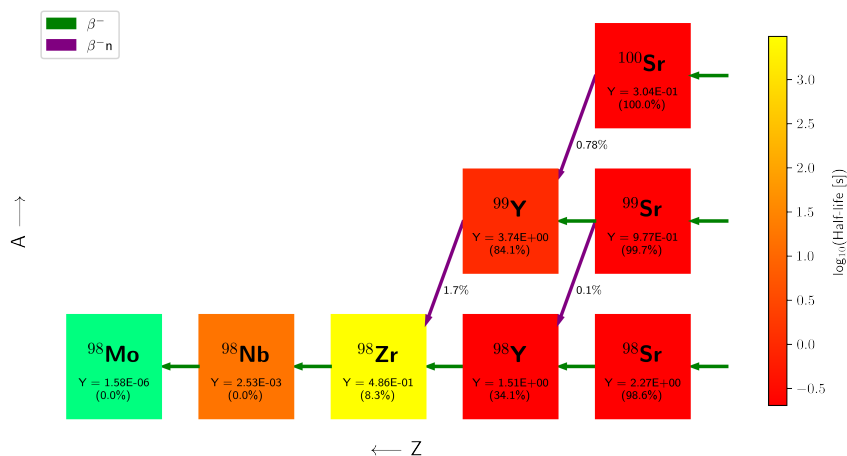 β⁻
β⁻n
¹⁰⁰Sr
Y = 3.04E-01
(100.0%)
0.78%
⁹⁹Y
Y = 3.74E+00
(84.1%)
⁹⁹Sr
Y = 9.77E-01
(99.7%)
1.7%
0.1%
⁹⁸Mo
Y = 1.58E-06
(0.0%)
⁹⁸Nb
Y = 2.53E-03
(0.0%)
⁹⁸Zr
Y = 4.86E-01
(8.3%)
⁹⁸Y
Y = 1.51E+00
(34.1%)
⁹⁸Sr
Y = 2.27E+00
(98.6%)
A ⟶
⟵ Z
3.0
2.5
2.0
1.5
1.0
0.5
0.0
−0.5
log₁₀(Half-life [s])